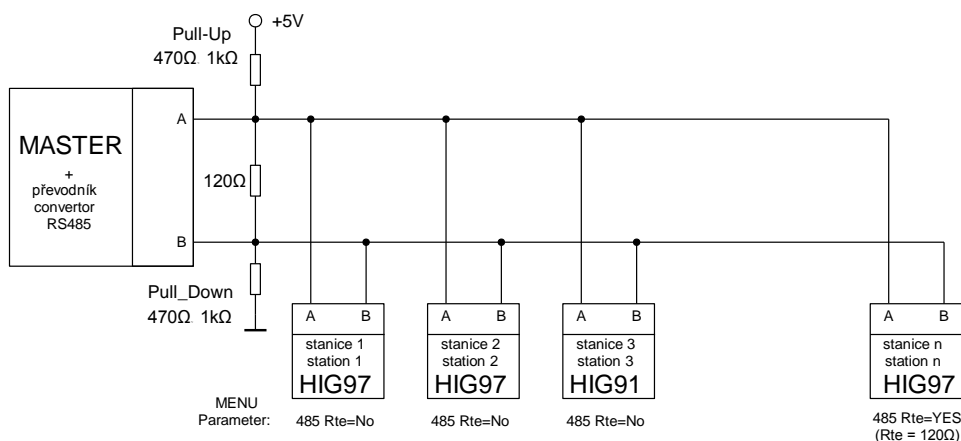 +5V
Pull-Up
470Ω. 1kΩ
A
MASTER
+
převodník
convertor
RS485
120Ω
B
Pull_Down
470Ω. 1kΩ
A B
stanice 1
station 1
HIG97
A B
stanice 2
station 2
HIG97
A B
stanice 3
station 3
HIG91
A B
stanice n
station n
HIG97
MENU
Parameter:
485 Rte=No
485 Rte=No
485 Rte=No
485 Rte=YES
(Rte = 120Ω)